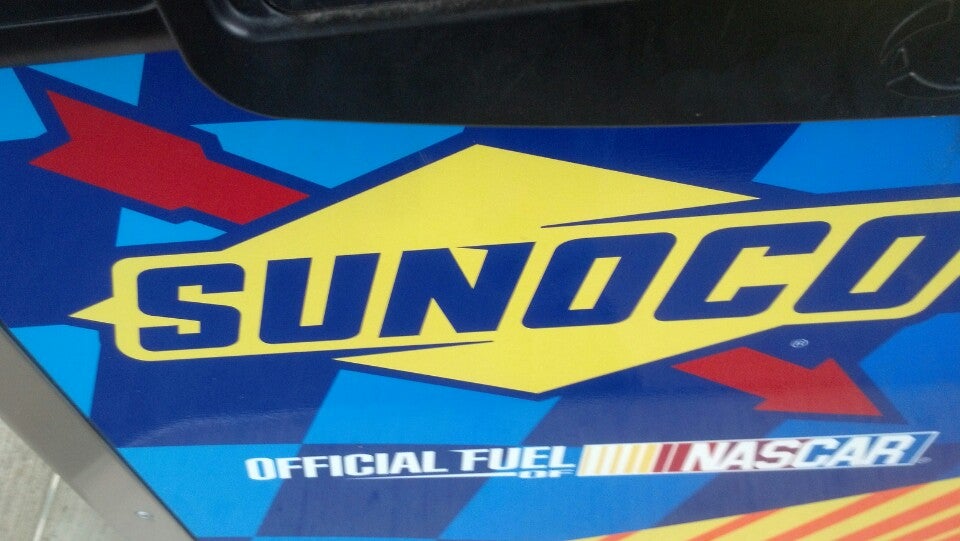 SUNOCO
®
OFFICIAL FUEL OF NASCAR